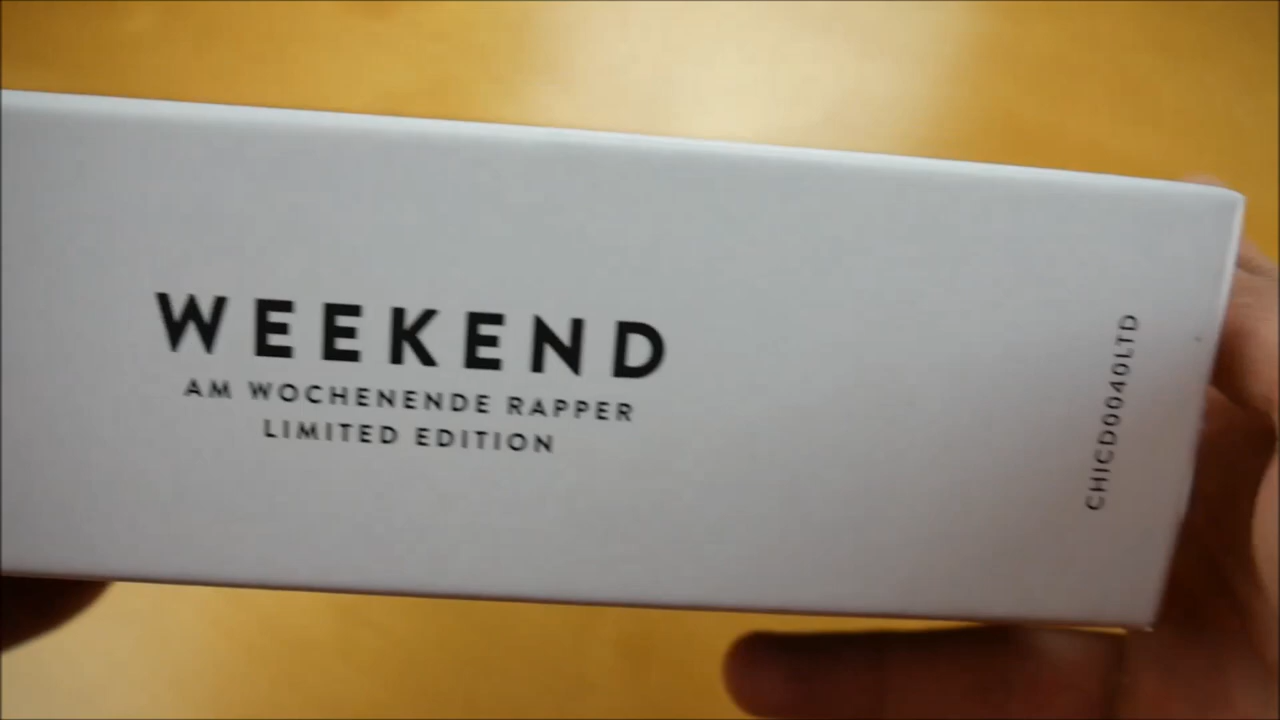 WEEKEND
AM WOCHENENDE RAPPER
LIMITED EDITION
CHICD0040LTD